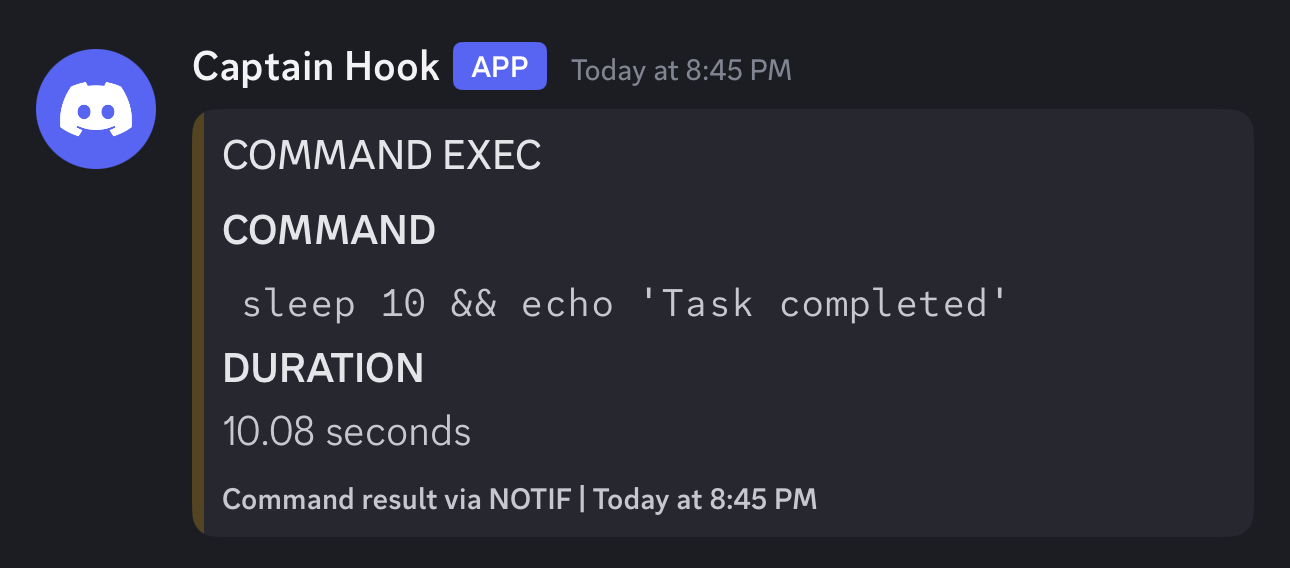 Captain Hook APP Today at 8:45 PM
COMMAND EXEC
COMMAND
sleep 10 && echo 'Task completed'
DURATION
10.08 seconds
Command result via NOTIF | Today at 8:45 PM